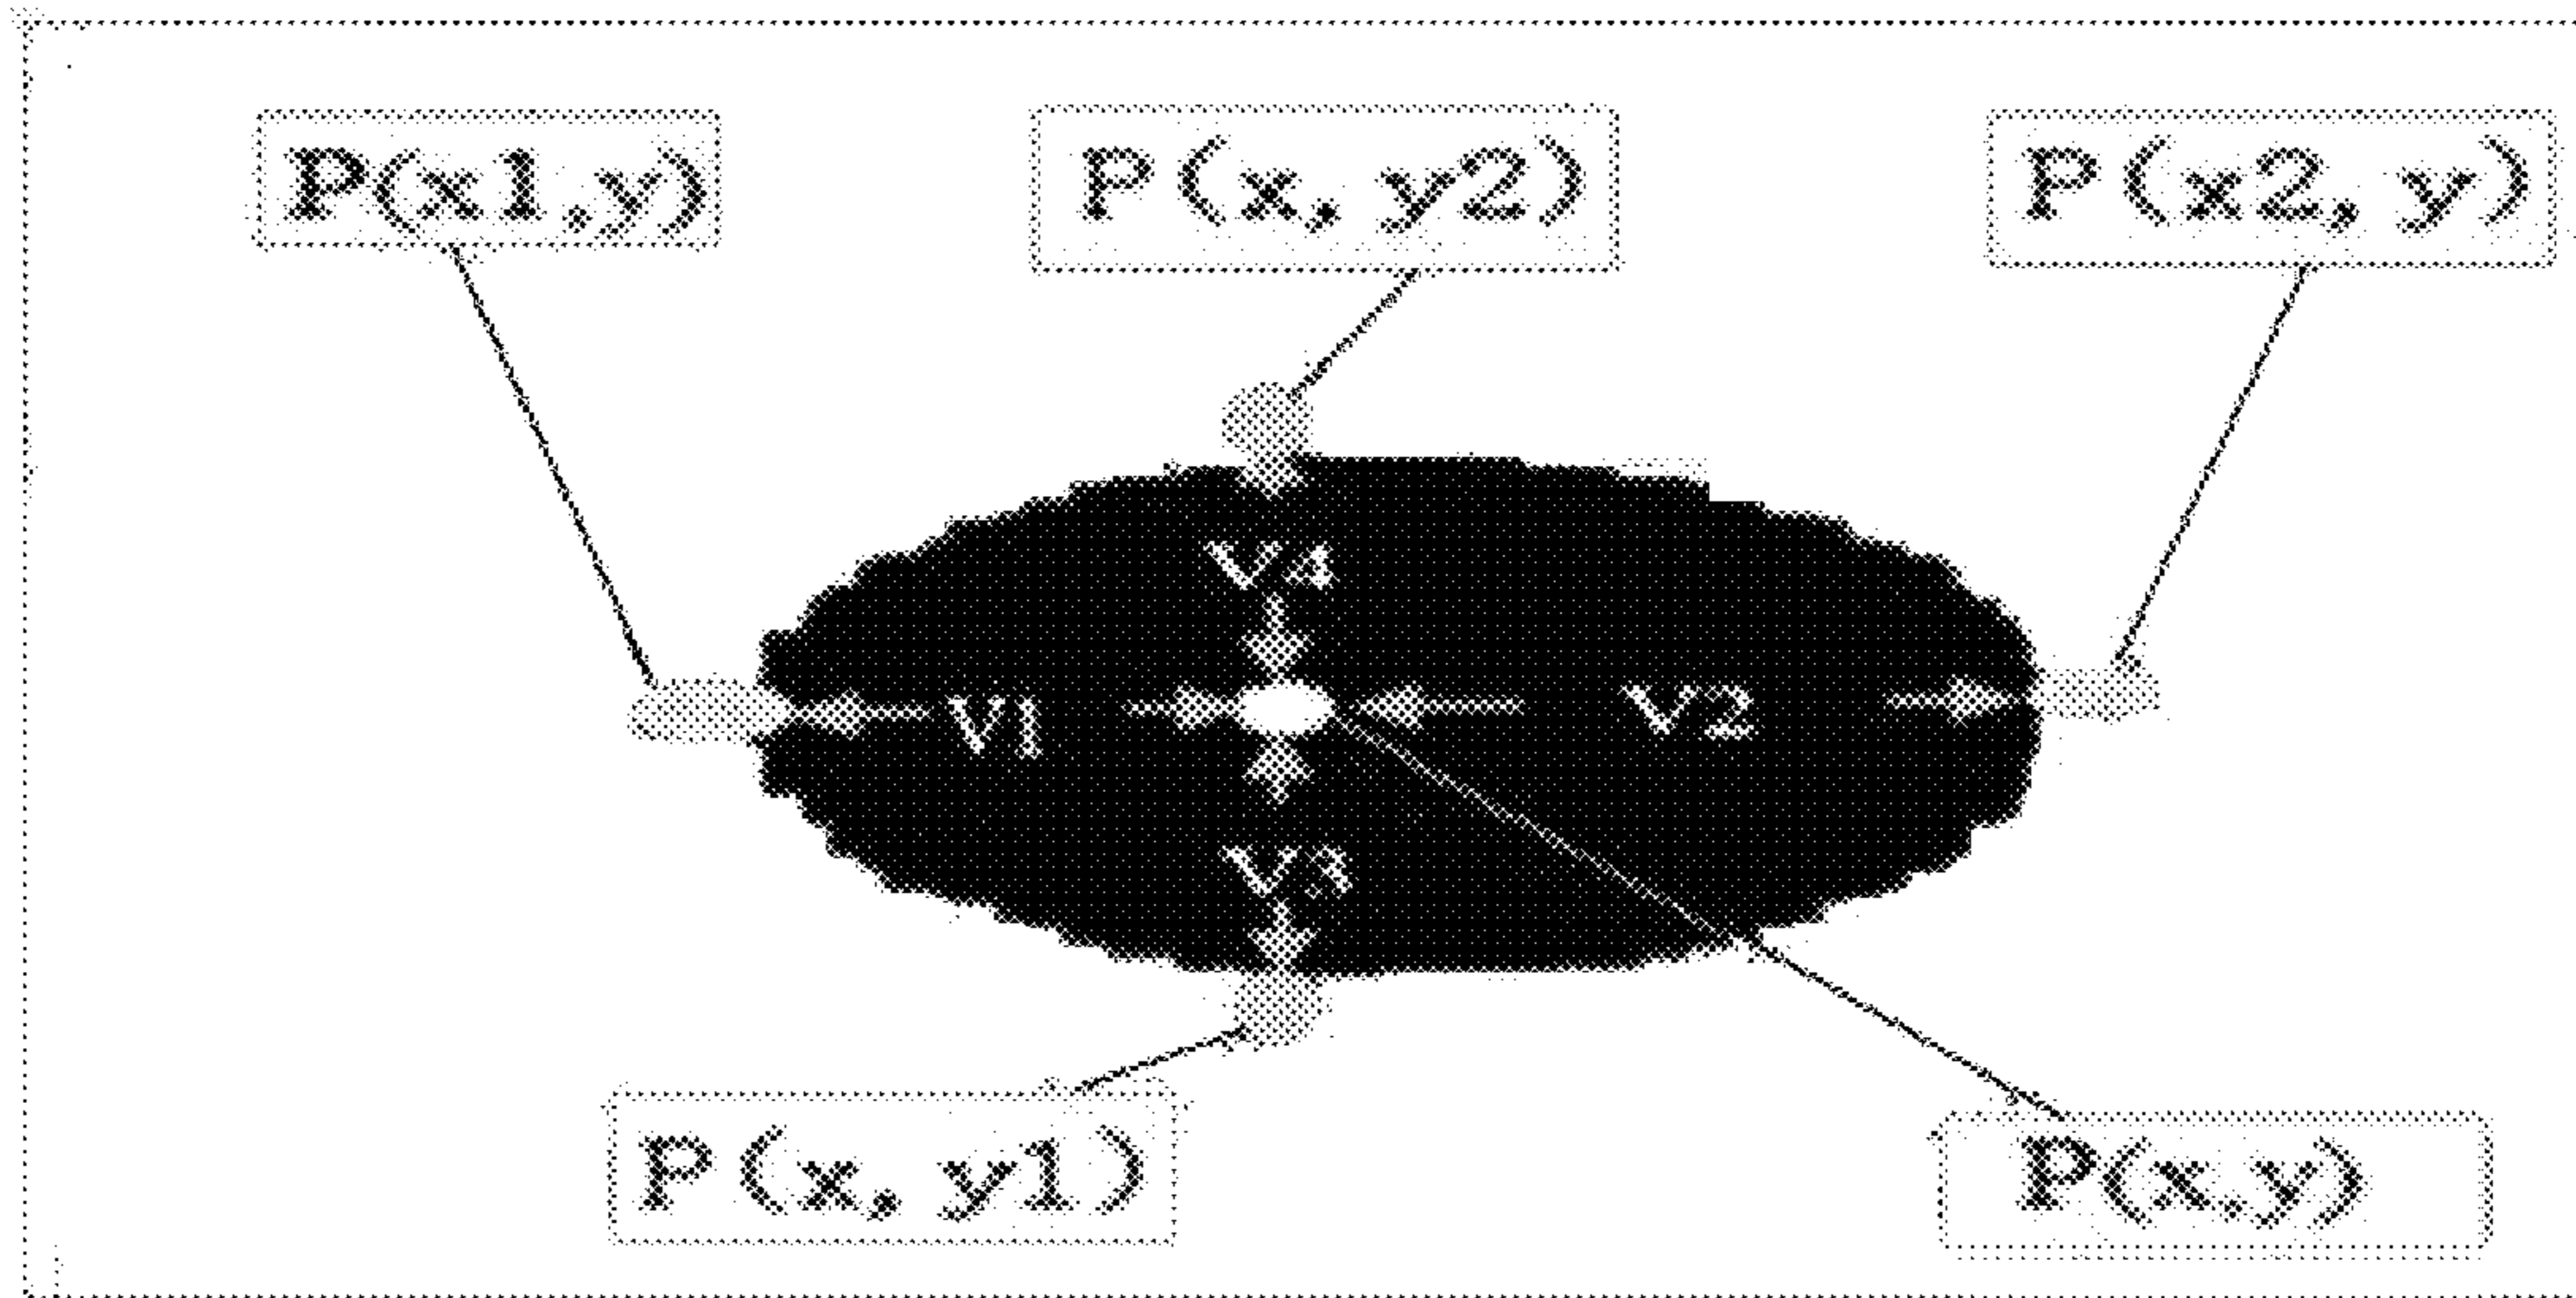 P(x1,y)
P(x, y2)
P(x2, y)
V4
V1
V2
V3
P(x, y1)
P(x,y)